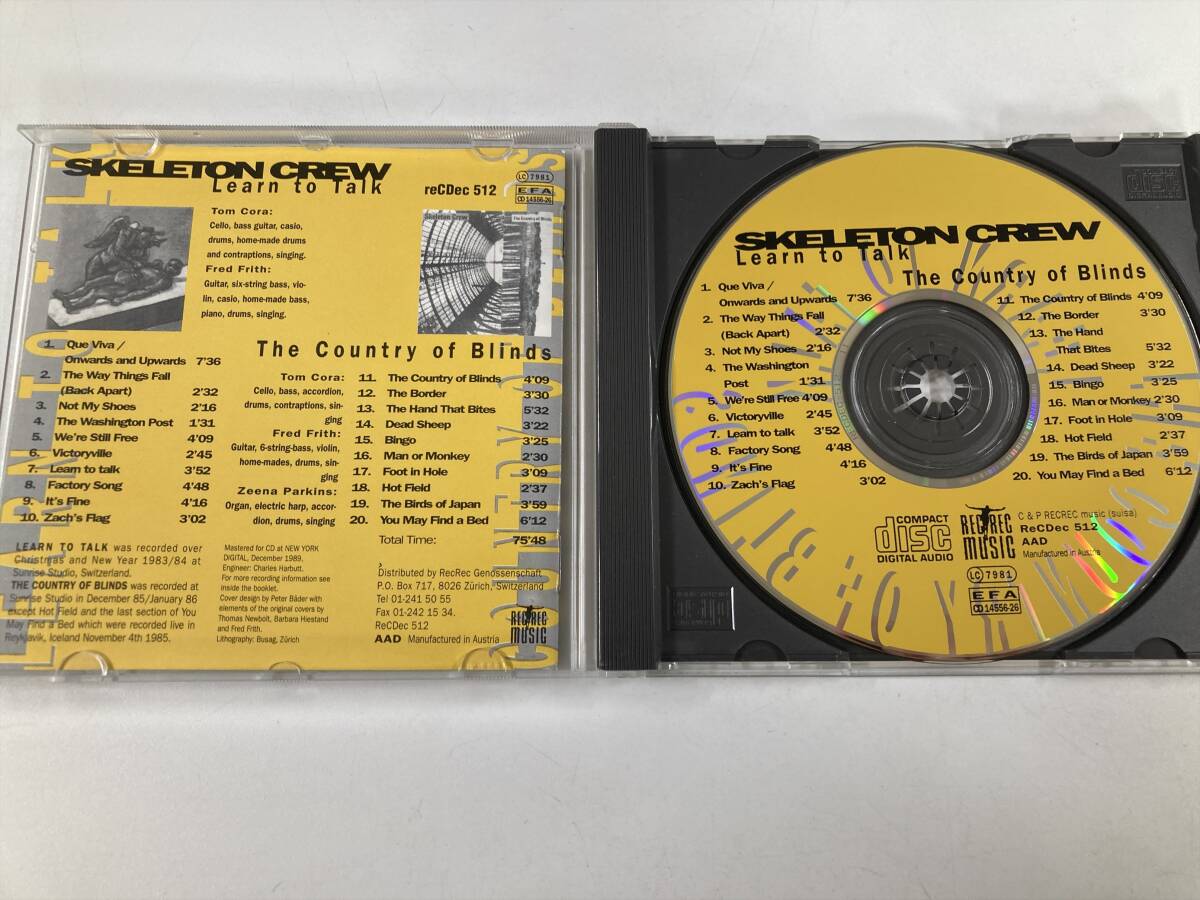 SKELETON CREW
Learn to Talk
reCDec 512
LC 7981
EFA
CD 14556-26
Tom Cora:
Cello, bass guitar, casio,
drums, home-made drums
and contraptions, singing.
Fred Frith:
Guitar, six-string bass, vio-
lin, casio, home-made bass,
piano, drums, singing.
Skeleton Crew
The Country of Blinds
1. Que Viva /
Onwards and Upwards 7'36
2. The Way Things Fall
(Back Apart) 2'32
3. Not My Shoes 2'16
4. The Washington Post 1'31
5. We're Still Free 4'09
6. Victoryville 2'45
7. Learn to talk 3'52
8. Factory Song 4'48
9. It's Fine 4'16
10. Zach's Flag 3'02
The Country of Blinds
Tom Cora:
Cello, bass, accordion,
drums, contraptions, sin-
ging
Fred Frith:
Guitar, 6-string-bass, violin,
home-mades, drums, sin-
ging
Zeena Parkins:
Organ, electric harp, accor-
dion, drums, singing
11. The Country of Blinds 4'09
12. The Border 3'30
13. The Hand That Bites 5'32
14. Dead Sheep 3'22
15. Bingo 3'25
16. Man or Monkey 2'30
17. Foot in Hole 3'09
18. Hot Field 2'37
19. The Birds of Japan 3'59
20. You May Find a Bed 6'12
Total Time: 75'48
LEARN TO TALK was recorded over
Christmas and New Year 1983/84 at
Sunrise Studio, Switzerland.
THE COUNTRY OF BLINDS was recorded at
Sunrise Studio in December 85/January 86
except Hot Field and the last section of You
May Find a Bed which were recorded live in
Reykjavik, Iceland November 4th 1985.
Mastered for CD at NEW YORK
DIGITAL, December 1989.
Engineer: Charles Harbutt.
For more recording information see
inside the booklet.
Cover design by Peter Bäder with
elements of the original covers by
Thomas Newbolt, Barbara Hiestand
and Fred Frith.
Lithography: Busag, Zürich
Distributed by RecRec Genossenschaft
P.O. Box 717, 8026 Zürich, Switzerland
Tel 01-241 50 55
Fax 01-242 15 34.
ReCDec 512
AAD Manufactured in Austria
RECREC
MUSIC
SKELETON CREW
Learn to Talk
The Country of Blinds
1. Que Viva /
Onwards and Upwards 7'36
2. The Way Things Fall
(Back Apart) 2'32
3. Not My Shoes 2'16
4. The Washington
Post 1'31
5. We're Still Free 4'09
6. Victoryville 2'45
7. Learn to talk 3'52
8. Factory Song 4'48
9. It's Fine 4'16
10. Zach's Flag 3'02
11. The Country of Blinds 4'09
12. The Border 3'30
13. The Hand
That Bites 5'32
14. Dead Sheep 3'22
15. Bingo 3'25
16. Man or Monkey 2'30
17. Foot in Hole 3'09
18. Hot Field 2'37
19. The Birds of Japan 3'59
20. You May Find a Bed 6'12
COMPACT
disc
DIGITAL AUDIO
RECREC
MUSIC
C & P RECREC music (suisa)
ReCDec 512
AAD
Manufactured in Austria
LC 7981
EFA
CD 14556-26
disc